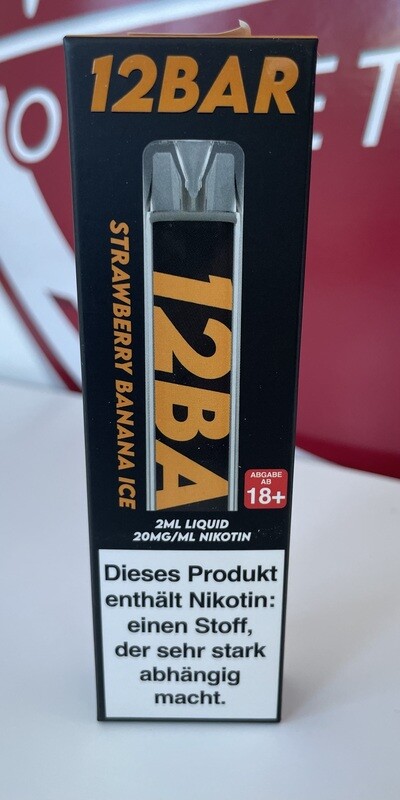 12BAR
12BA
STRAWBERRY BANANA ICE
ABGABE
AB
18+
2ML LIQUID
20MG/ML NIKOTIN
Dieses Produkt
enthält Nikotin:
einen Stoff,
der sehr stark
abhängig
macht.